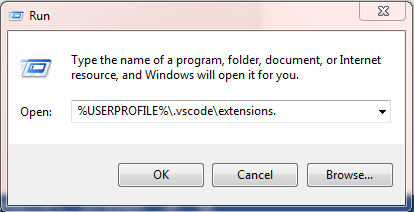 Run
Type the name of a program, folder, document, or Internet
resource, and Windows will open it for you.
Open: %USERPROFILE%\.vscode\extensions.
OK Cancel Browse...